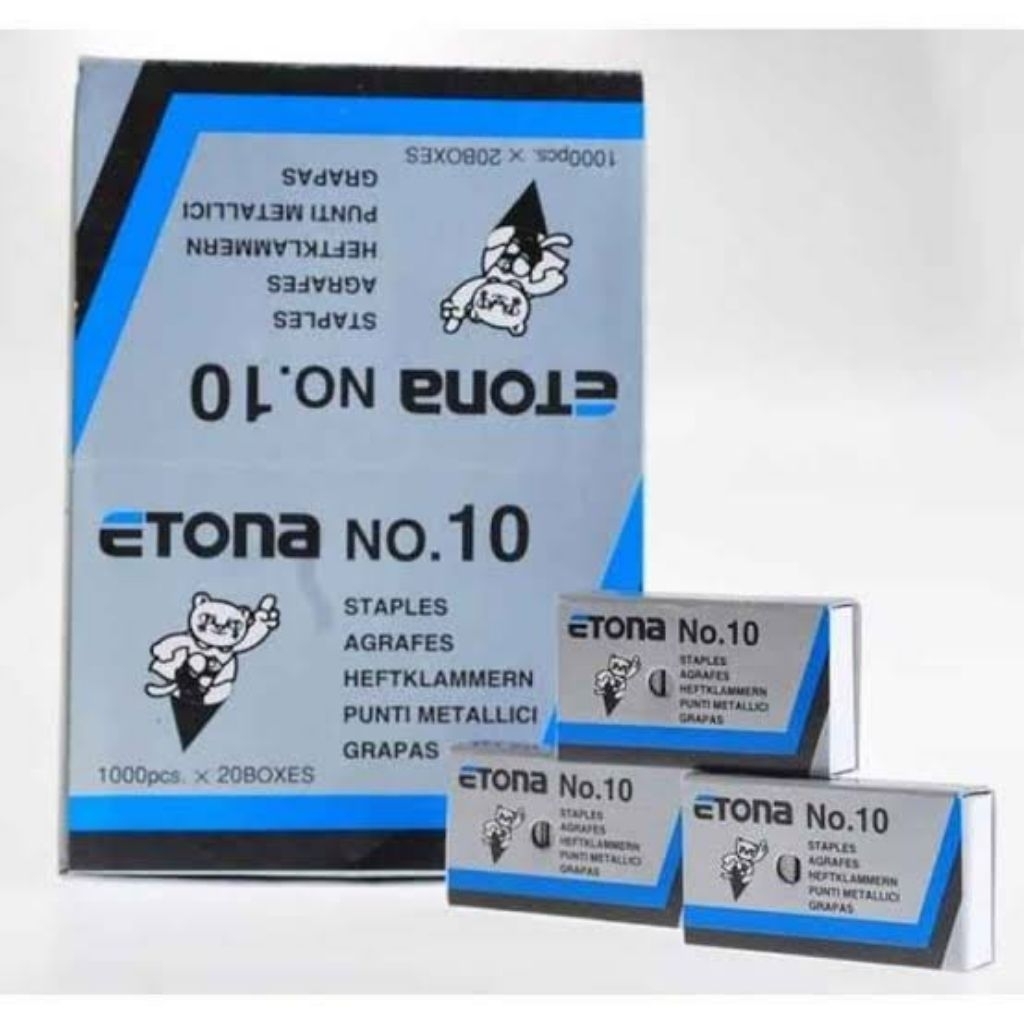 1000pcs. × 20BOXES
GRAPAS
PUNTI METALLICI
HEFTKLAMMERN
AGRAFES
STAPLES
ETONA NO.10
ETONA NO.10
STAPLES
AGRAFES
HEFTKLAMMERN
PUNTI METALLICI
GRAPAS
1000pcs. × 20BOXES
ETONA No.10
STAPLES
AGRAFES
HEFTKLAMMERN
PUNTI METALLICI
GRAPAS
ETONA No.10
STAPLES
AGRAFES
HEFTKLAMMERN
PUNTI METALLICI
GRAPAS
ETONA No.10
STAPLES
AGRAFES
HEFTKLAMMERN
PUNTI METALLICI
GRAPAS